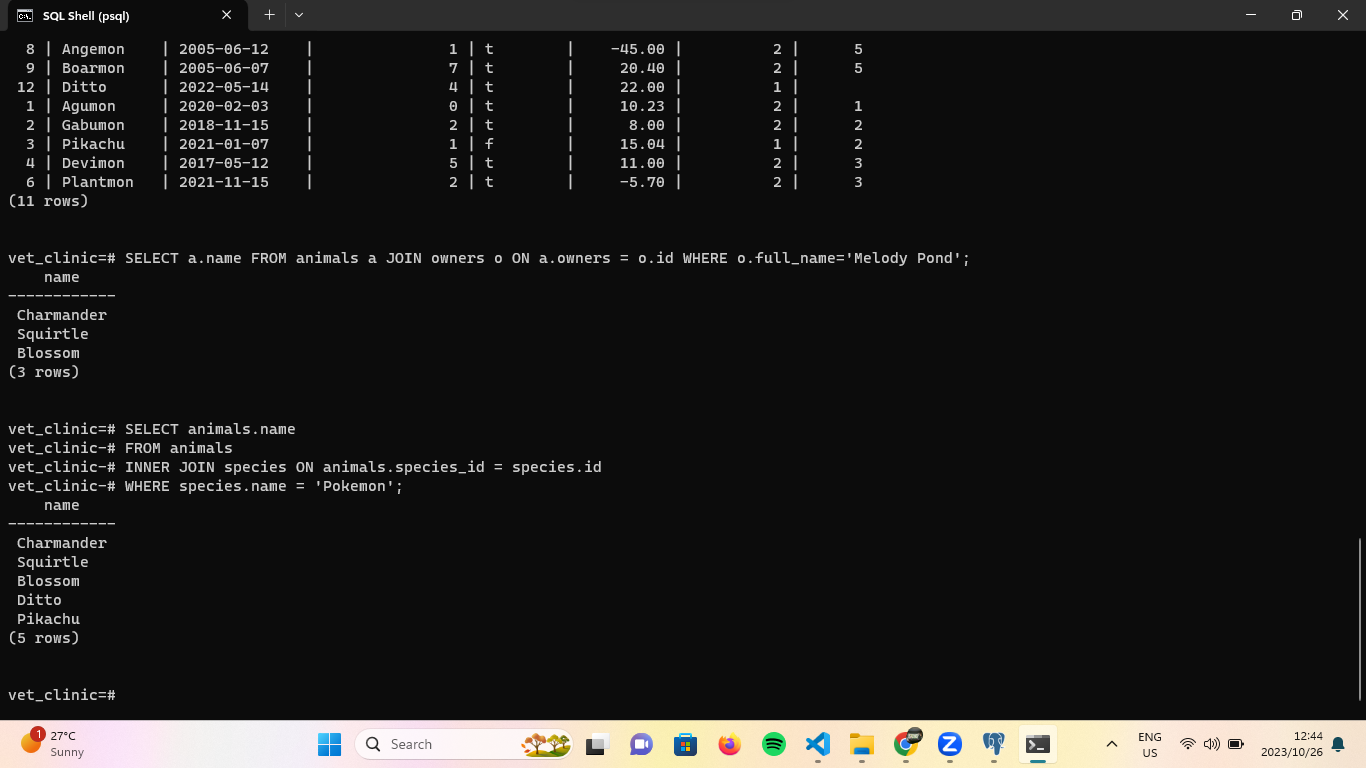 SQL Shell (psql)
8 | Angemon | 2005-06-12 | 1 | t | -45.00 | 2 | 5
9 | Boarmon | 2005-06-07 | 7 | t | 20.40 | 2 | 5
12 | Ditto | 2022-05-14 | 4 | t | 22.00 | 1 |
1 | Agumon | 2020-02-03 | 0 | t | 10.23 | 2 | 1
2 | Gabumon | 2018-11-15 | 2 | t | 8.00 | 2 | 2
3 | Pikachu | 2021-01-07 | 1 | f | 15.04 | 1 | 2
4 | Devimon | 2017-05-12 | 5 | t | 11.00 | 2 | 3
6 | Plantmon | 2021-11-15 | 2 | t | -5.70 | 2 | 3
(11 rows)
vet_clinic=# SELECT a.name FROM animals a JOIN owners o ON a.owners = o.id WHERE o.full_name='Melody Pond';
name
------------
Charmander
Squirtle
Blossom
(3 rows)
vet_clinic=# SELECT animals.name
vet_clinic-# FROM animals
vet_clinic-# INNER JOIN species ON animals.species_id = species.id
vet_clinic-# WHERE species.name = 'Pokemon';
name
------------
Charmander
Squirtle
Blossom
Ditto
Pikachu
(5 rows)
vet_clinic=#
1
27°C
Sunny
Search
ENG
US
12:44
2023/10/26